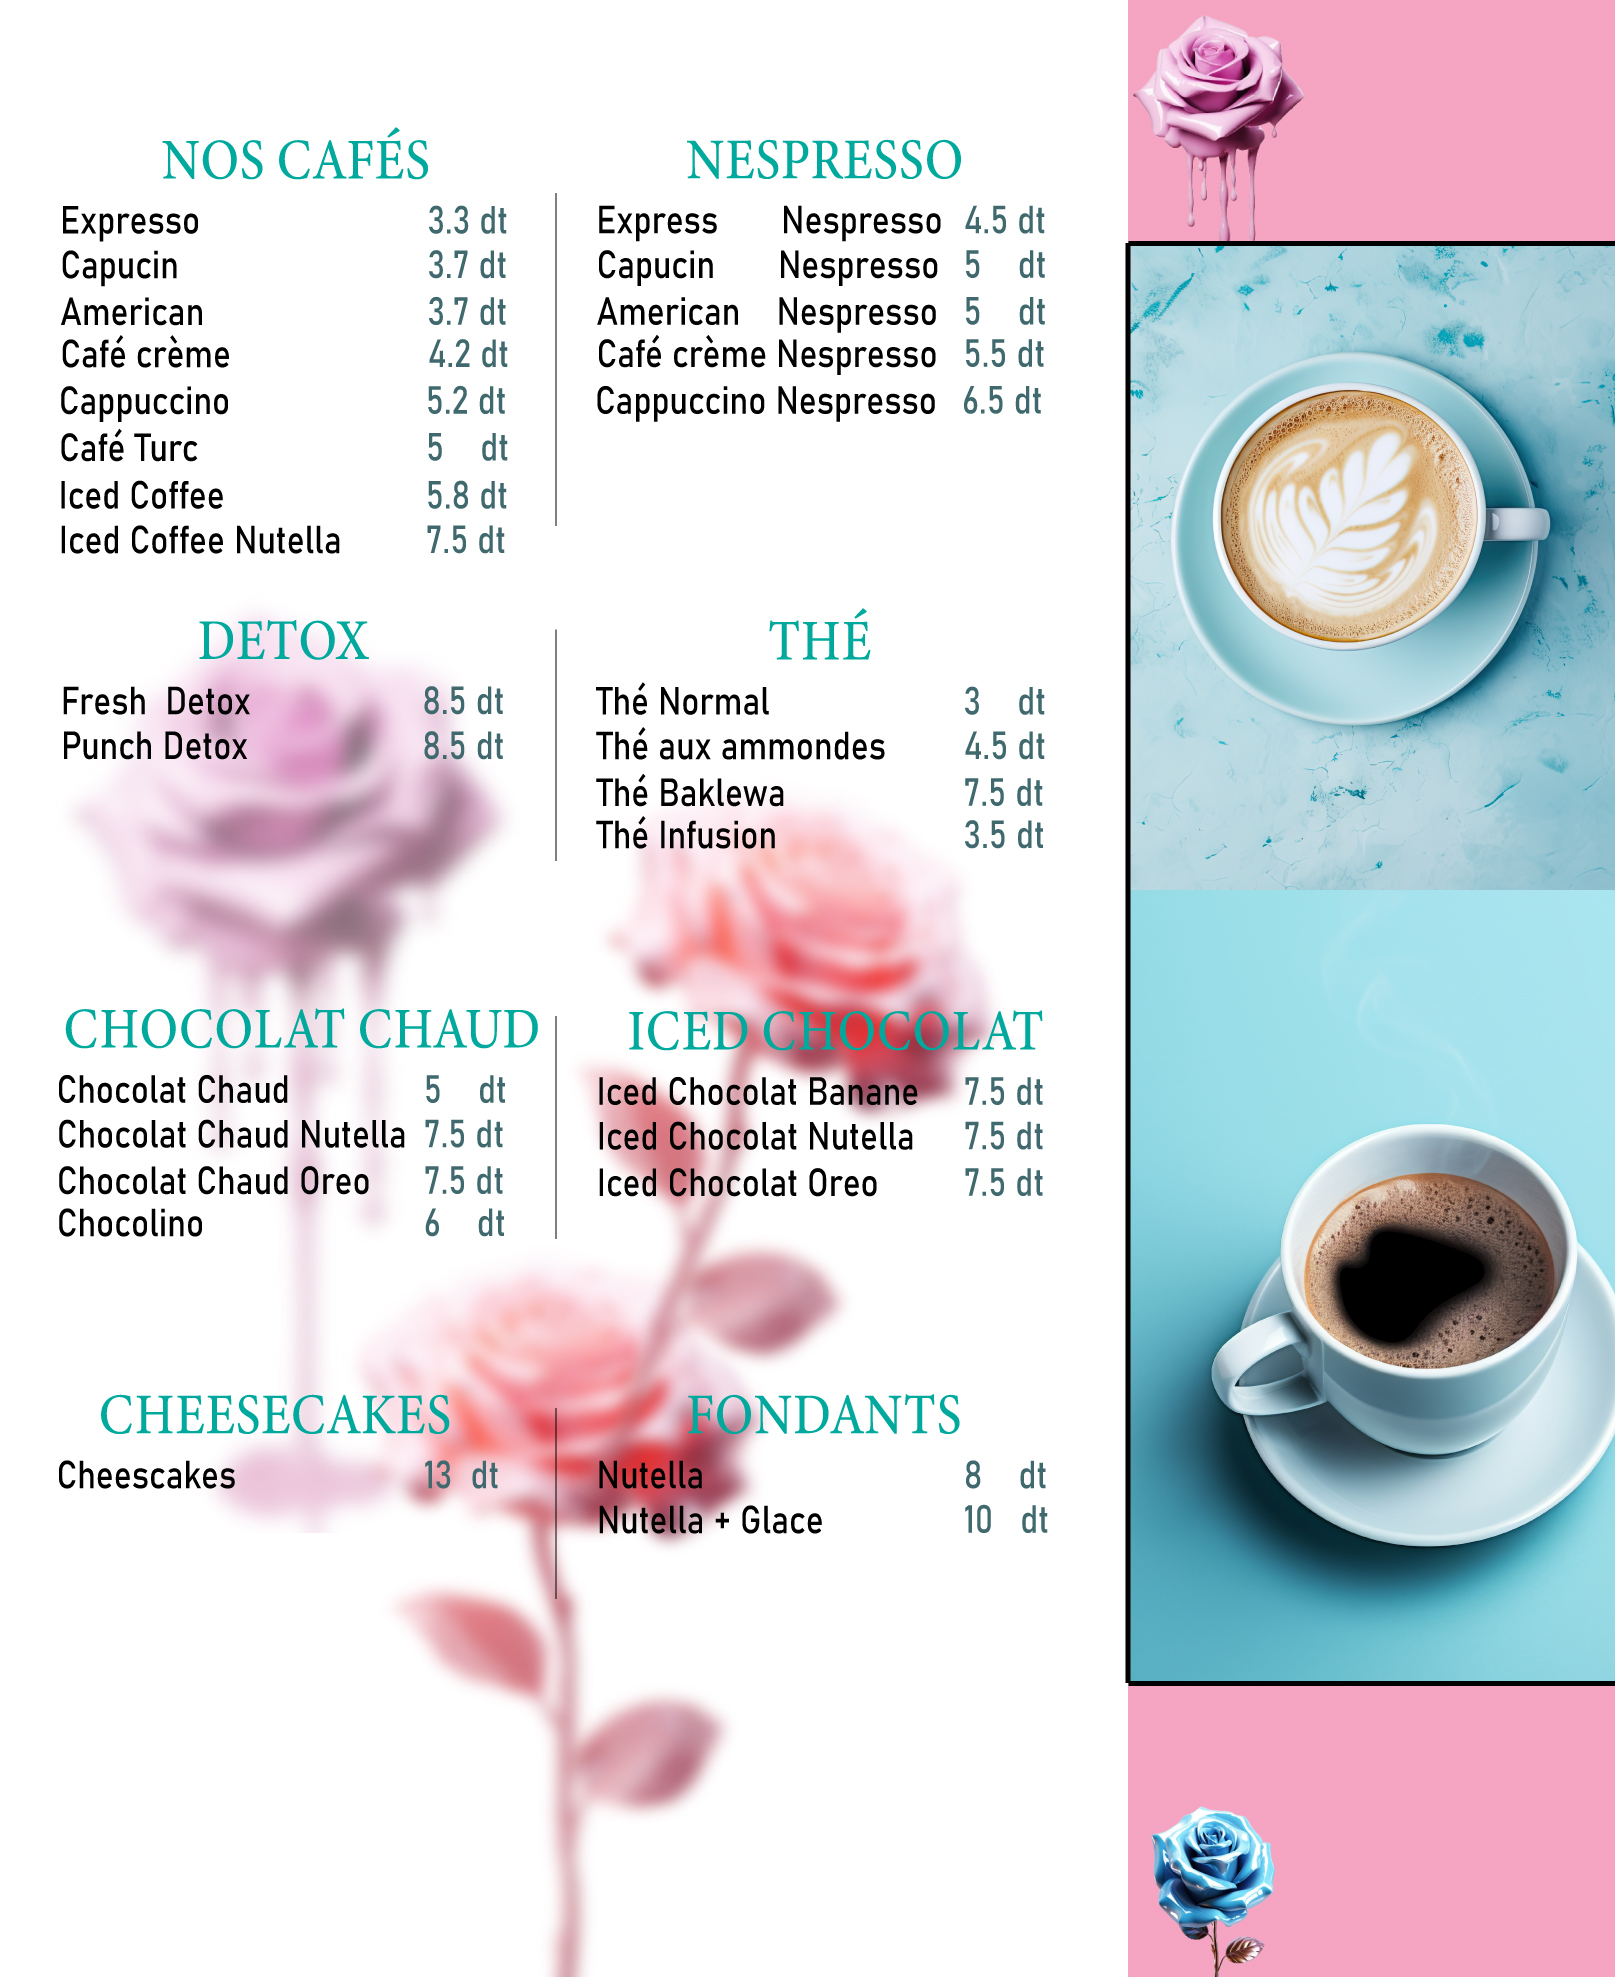 NOS CAFÉS
Expresso 3.3 dt
Capucin 3.7 dt
American 3.7 dt
Café crème 4.2 dt
Cappuccino 5.2 dt
Café Turc 5 dt
Iced Coffee 5.8 dt
Iced Coffee Nutella 7.5 dt
NESPRESSO
Express Nespresso 4.5 dt
Capucin Nespresso 5 dt
American Nespresso 5 dt
Café crème Nespresso 5.5 dt
Cappuccino Nespresso 6.5 dt
DETOX
Fresh Detox 8.5 dt
Punch Detox 8.5 dt
THÉ
Thé Normal 3 dt
Thé aux ammondes 4.5 dt
Thé Baklewa 7.5 dt
Thé Infusion 3.5 dt
CHOCOLAT CHAUD
Chocolat Chaud 5 dt
Chocolat Chaud Nutella 7.5 dt
Chocolat Chaud Oreo 7.5 dt
Chocolino 6 dt
ICED CHOCOLAT
Iced Chocolat Banane 7.5 dt
Iced Chocolat Nutella 7.5 dt
Iced Chocolat Oreo 7.5 dt
CHEESECAKES
Cheescakes 13 dt
FONDANTS
Nutella 8 dt
Nutella + Glace 10 dt